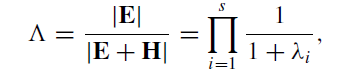 Λ = |E| / |E + H| = ∏_{i=1}^{s} 1 / (1 + λ_i),